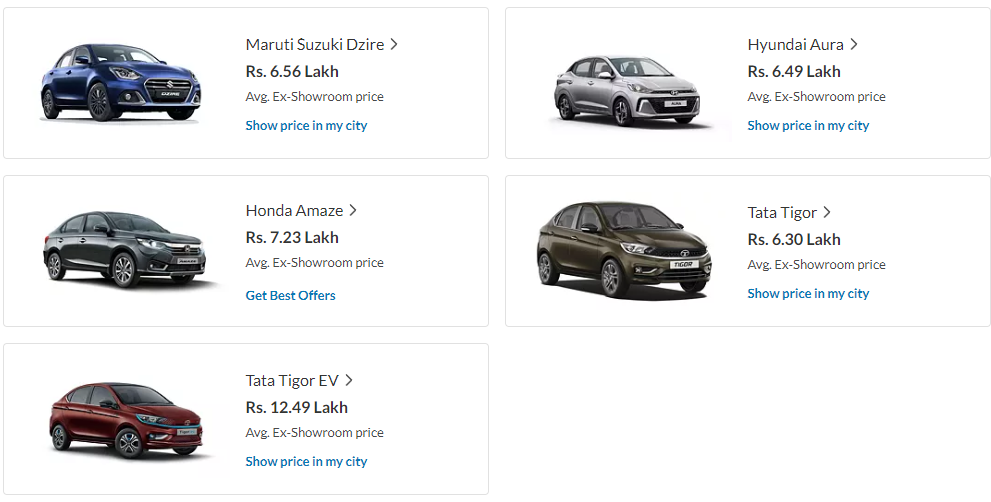 Maruti Suzuki Dzire
Rs. 6.56 Lakh
Avg. Ex-Showroom price
Show price in my city
DZIRE
Hyundai Aura
Rs. 6.49 Lakh
Avg. Ex-Showroom price
Show price in my city
AURA
Honda Amaze
Rs. 7.23 Lakh
Avg. Ex-Showroom price
Get Best Offers
Tata Tigor
Rs. 6.30 Lakh
Avg. Ex-Showroom price
Show price in my city
TIGOR
Tata Tigor EV
Rs. 12.49 Lakh
Avg. Ex-Showroom price
Show price in my city